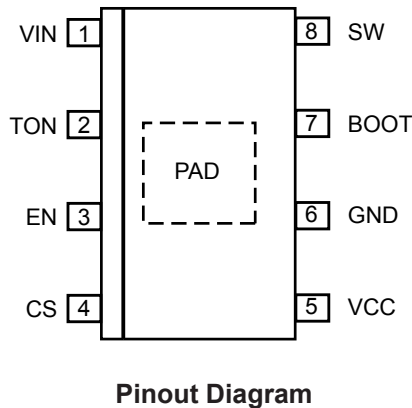 VIN 1
8 SW
TON 2
7 BOOT
PAD
EN 3
6 GND
CS 4
5 VCC
Pinout Diagram